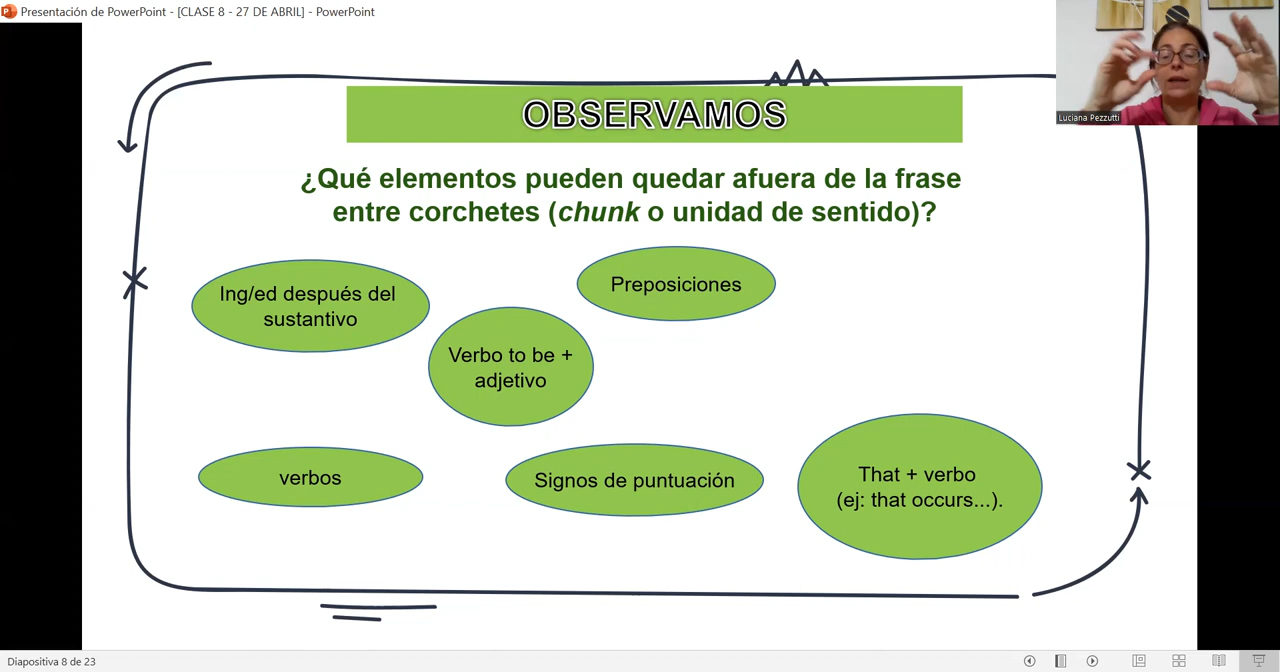 Presentación de PowerPoint - [CLASE 8 - 27 DE ABRIL] - PowerPoint
Luciana Pezzutti
OBSERVAMOS
¿Qué elementos pueden quedar afuera de la frase
entre corchetes (chunk o unidad de sentido)?
Preposiciones
Ing/ed después del
sustantivo
Verbo to be +
adjetivo
verbos
Signos de puntuación
That + verbo
(ej: that occurs...).
Diapositiva 8 de 23